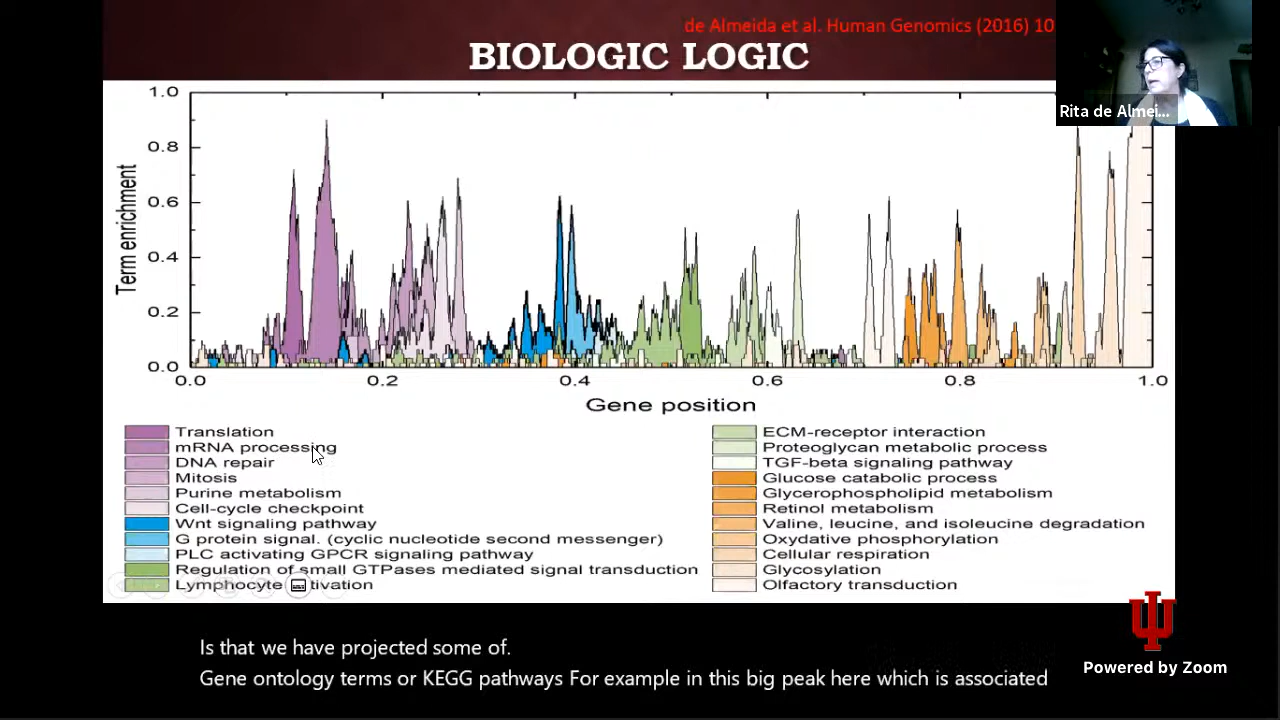 de Almeida et al. Human Genomics (2016) 10
BIOLOGIC LOGIC
Rita de Almei...
Term enrichment
1.0
0.8
0.6
0.4
0.2
0.0
0.0 0.2 0.4 0.6 0.8 1.0
Gene position
Translation
mRNA processing
DNA repair
Mitosis
Purine metabolism
Cell-cycle checkpoint
Wnt signaling pathway
G protein signal. (cyclic nucleotide second messenger)
PLC activating GPCR signaling pathway
Regulation of small GTPases mediated signal transduction
Lymphocyte tivation
ECM-receptor interaction
Proteoglycan metabolic process
TGF-beta signaling pathway
Glucose catabolic process
Glycerophospholipid metabolism
Retinol metabolism
Valine, leucine, and isoleucine degradation
Oxydative phosphorylation
Cellular respiration
Glycosylation
Olfactory transduction
Is that we have projected some of.
Gene ontology terms or KEGG pathways For example in this big peak here which is associated
Powered by Zoom